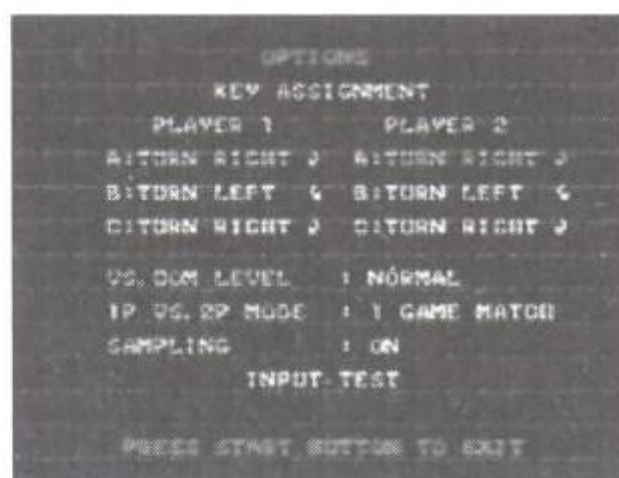 OPTIONS
KEY ASSIGNMENT
PLAYER 1 PLAYER 2
A:TURN RIGHT A:TURN RIGHT
B:TURN LEFT B:TURN LEFT
C:TURN RIGHT C:TURN RIGHT
VS.COM LEVEL : NORMAL
1P VS.2P MODE : 1 GAME MATCH
SAMPLING : ON
INPUT TEST
PRESS START BUTTON TO EXIT